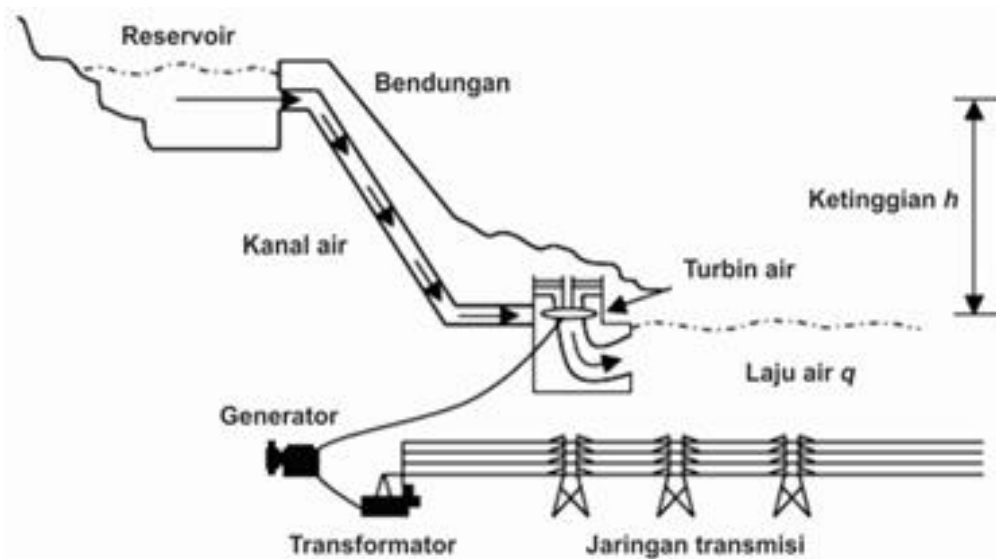 Reservoir
Bendungan
Ketinggian h
Kanal air
Turbin air
Laju air q
Generator
Transformator
Jaringan transmisi